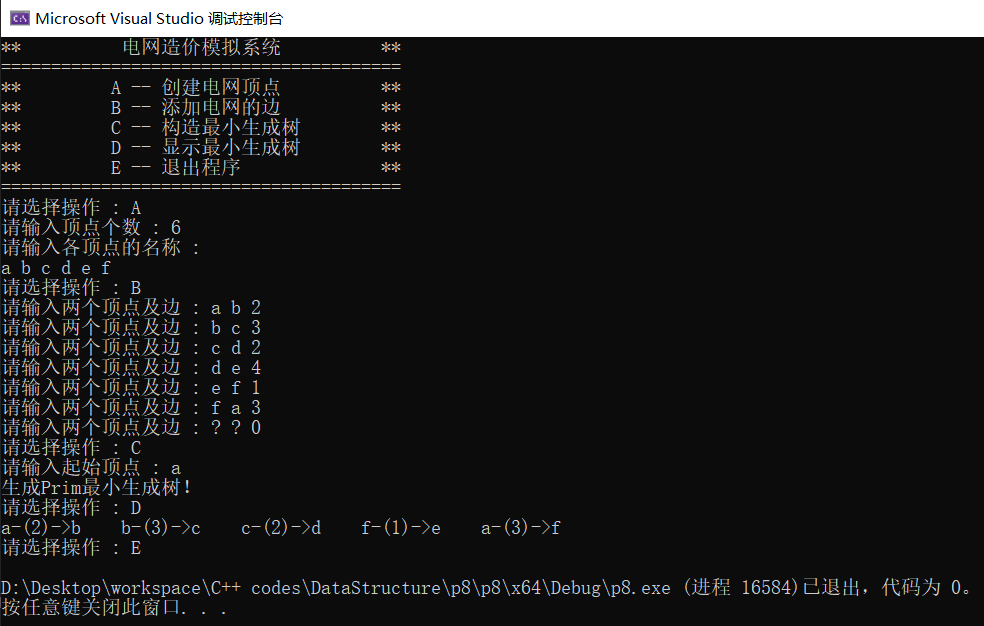 Microsoft Visual Studio 调试控制台
**          电网造价模拟系统          **
========================================
**         A -- 创建电网顶点          **
**         B -- 添加电网的边          **
**         C -- 构造最小生成树        **
**         D -- 显示最小生成树        **
**         E -- 退出程序              **
========================================
请选择操作 : A
请输入顶点个数 : 6
请输入各顶点的名称 :
a b c d e f
请选择操作 : B
请输入两个顶点及边 : a b 2
请输入两个顶点及边 : b c 3
请输入两个顶点及边 : c d 2
请输入两个顶点及边 : d e 4
请输入两个顶点及边 : e f 1
请输入两个顶点及边 : f a 3
请输入两个顶点及边 : ? ? 0
请选择操作 : C
请输入起始顶点 : a
生成Prim最小生成树!
请选择操作 : D
a-(2)->b    b-(3)->c    c-(2)->d    f-(1)->e    a-(3)->f
请选择操作 : E
D:\Desktop\workspace\C++ codes\DataStructure\p8\p8\x64\Debug\p8.exe (进程 16584)已退出，代码为 0。
按任意键关闭此窗口. . .